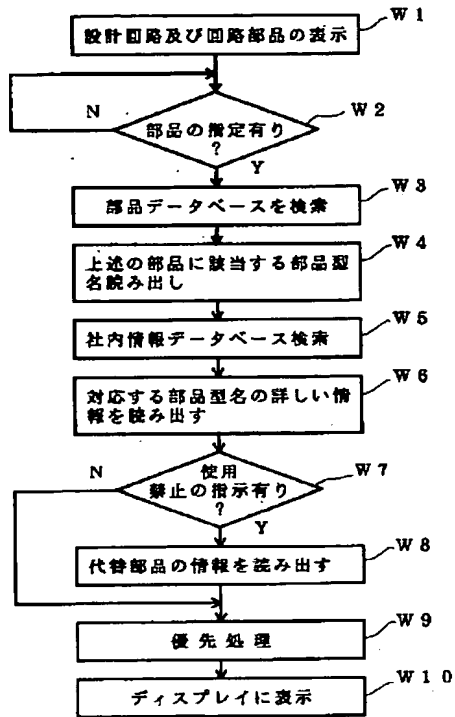 W1
設計回路及び回路部品の表示
W2
N
部品の指定有り
?
Y
W3
部品データベースを検索
W4
上述の部品に該当する部品型
名読み出し
W5
社内情報データベース検索
W6
対応する部品型名の詳しい情
報を読み出す
W7
N
使用
禁止の指示有り
?
Y
W8
代替部品の情報を読み出す
W9
優先処理
W10
ディスプレイに表示